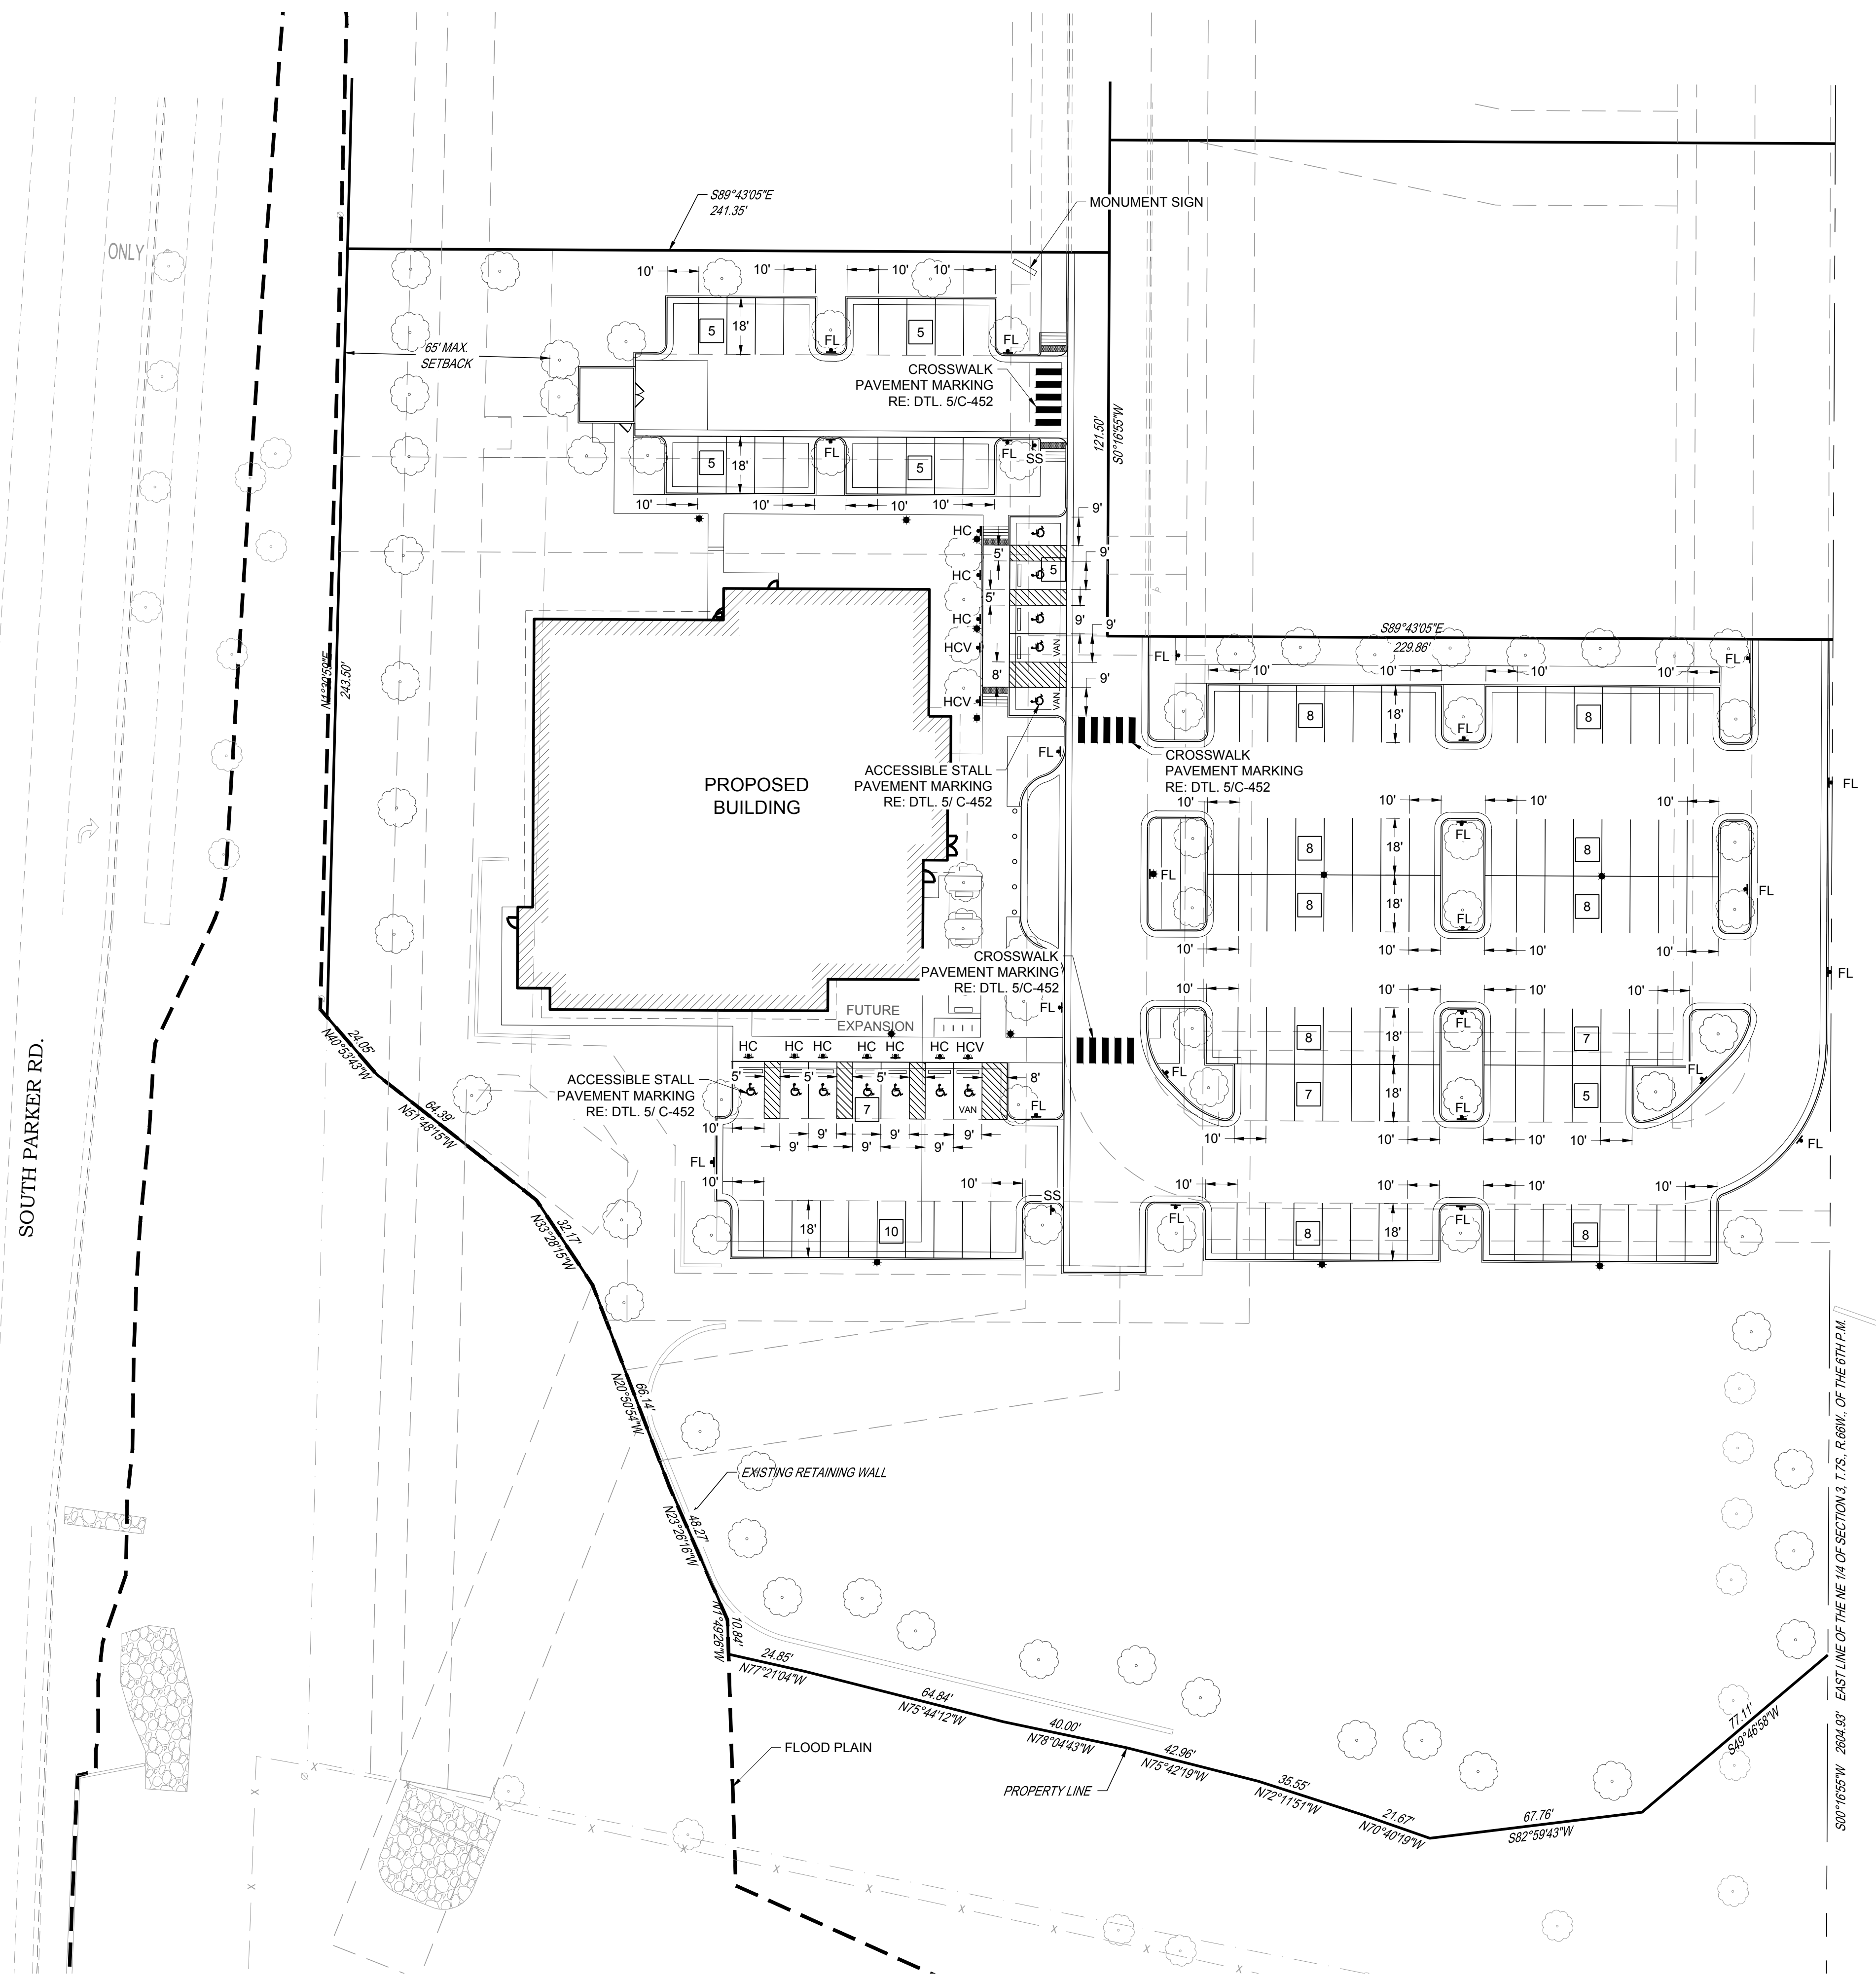 S89°43'05"E
241.35'
MONUMENT SIGN
ONLY
10'
10'
10'
10'
65' MAX.
SETBACK
5
18'
5
FL
FL
CROSSWALK
PAVEMENT MARKING
RE: DTL. 5/C-452
121.50'
S0°16'55"W
5
18'
5
FL
FL
SS
10'
10'
10'
10'
9'
HC
5'
9'
HC
5
5'
HC
9'
9'
HCV
VAN
8'
9'
HCV
VAN
S89°43'05"E
229.86'
FL
FL
10'
10'
10'
10'
N1°39'59"E
243.50'
8
18'
8
FL
FL
CROSSWALK
PAVEMENT MARKING
RE: DTL. 5/C-452
ACCESSIBLE STALL
PAVEMENT MARKING
RE: DTL. 5/ C-452
PROPOSED
BUILDING
FL
10'
10'
10'
10'
8
18'
8
FL
FL
FL
8
18'
8
FL
10'
10'
10'
10'
CROSSWALK
PAVEMENT MARKING
RE: DTL. 5/C-452
FL
FL
10'
10'
10'
10'
FUTURE
EXPANSION
8
18'
7
FL
SOUTH PARKER RD.
24.05'
N40°53'43"W
HC
HC
HC
HC
HC
HC
HCV
ACCESSIBLE STALL
PAVEMENT MARKING
RE: DTL. 5/ C-452
5'
5'
5'
8'
7
VAN
FL
FL
FL
7
18'
5
FL
64.39'
N51°48'15"W
10'
9'
9'
9'
9'
9'
9'
10'
10'
10'
10'
FL
FL
10'
10'
SS
10'
10'
10'
10'
32.17'
N33°28'15"W
18'
10
FL
8
18'
8
FL
66.14'
N20°50'54"W
EXISTING RETAINING WALL
48.27'
N23°26'16"W
10.84'
N1°49'26"W
24.85'
N77°21'04"W
64.84'
N75°44'12"W
40.00'
N78°04'43"W
42.96'
N75°42'19"W
35.55'
N72°11'51"W
21.67'
N70°40'19"W
67.76'
S82°59'43"W
77.11'
S49°46'58"W
FLOOD PLAIN
PROPERTY LINE
S00°16'55"W 2604.93' EAST LINE OF THE NE 1/4 OF SECTION 3, T.7S., R.66W., OF THE 6TH P.M.
X
X
X
X
X
X
X
X
X
X
X
X
X